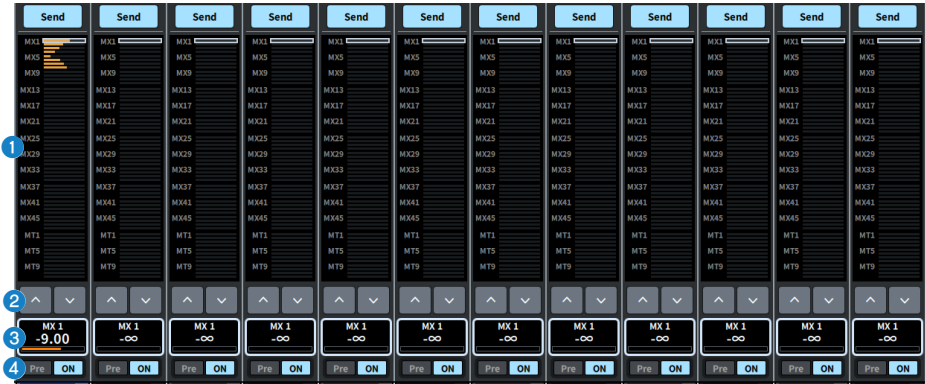 Send Send Send Send Send Send Send Send Send Send Send Send
MX1 MX1 MX1 MX1 MX1 MX1 MX1 MX1 MX1 MX1 MX1 MX1
MX5 MX5 MX5 MX5 MX5 MX5 MX5 MX5 MX5 MX5 MX5 MX5
MX9 MX9 MX9 MX9 MX9 MX9 MX9 MX9 MX9 MX9 MX9 MX9
MX13 MX13 MX13 MX13 MX13 MX13 MX13 MX13 MX13 MX13 MX13 MX13
MX17 MX17 MX17 MX17 MX17 MX17 MX17 MX17 MX17 MX17 MX17 MX17
MX21 MX21 MX21 MX21 MX21 MX21 MX21 MX21 MX21 MX21 MX21 MX21
MX25 MX25 MX25 MX25 MX25 MX25 MX25 MX25 MX25 MX25 MX25 MX25
1 MX29 MX29 MX29 MX29 MX29 MX29 MX29 MX29 MX29 MX29 MX29 MX29
MX33 MX33 MX33 MX33 MX33 MX33 MX33 MX33 MX33 MX33 MX33 MX33
MX37 MX37 MX37 MX37 MX37 MX37 MX37 MX37 MX37 MX37 MX37 MX37
MX41 MX41 MX41 MX41 MX41 MX41 MX41 MX41 MX41 MX41 MX41 MX41
MX45 MX45 MX45 MX45 MX45 MX45 MX45 MX45 MX45 MX45 MX45 MX45
MT1 MT1 MT1 MT1 MT1 MT1 MT1 MT1 MT1 MT1 MT1 MT1
MT5 MT5 MT5 MT5 MT5 MT5 MT5 MT5 MT5 MT5 MT5 MT5
MT9 MT9 MT9 MT9 MT9 MT9 MT9 MT9 MT9 MT9 MT9 MT9
2
MX 1 MX 1 MX 1 MX 1 MX 1 MX 1 MX 1 MX 1 MX 1 MX 1 MX 1 MX 1
3 -9.00 -∞ -∞ -∞ -∞ -∞ -∞ -∞ -∞ -∞ -∞ -∞
4 Pre ON Pre ON Pre ON Pre ON Pre ON Pre ON Pre ON Pre ON Pre ON Pre ON Pre ON Pre ON